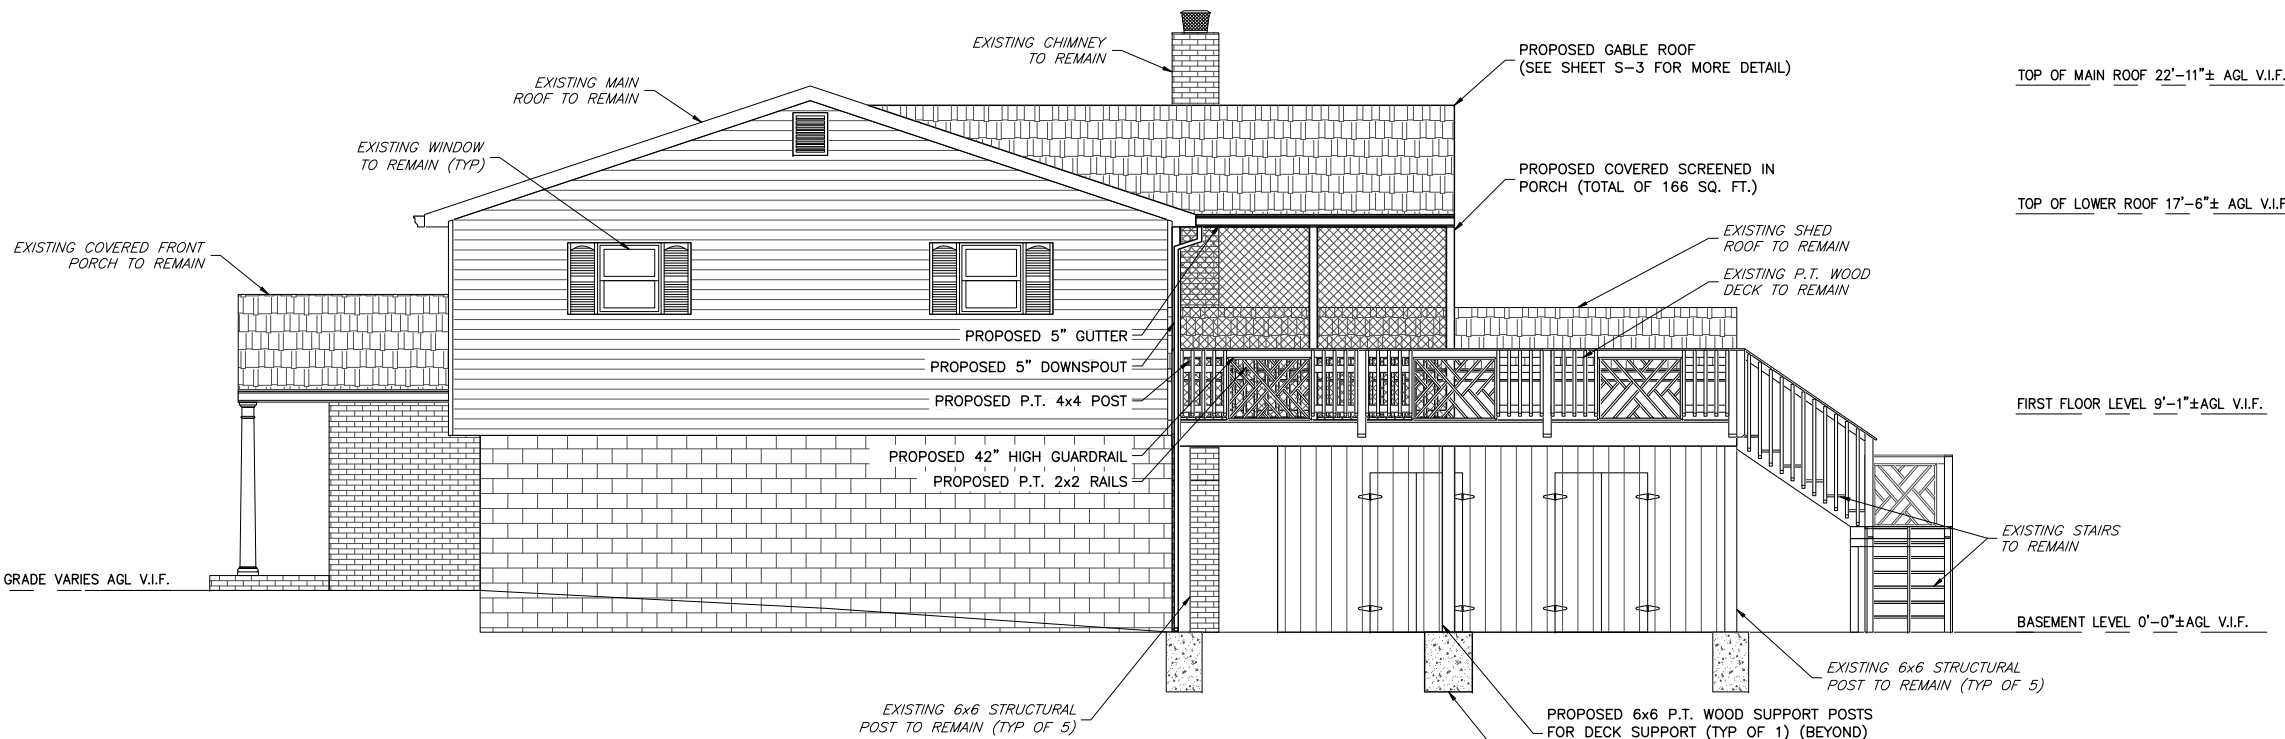 EXISTING CHIMNEY
TO REMAIN
PROPOSED GABLE ROOF
(SEE SHEET S-3 FOR MORE DETAIL)
TOP OF MAIN ROOF 22'-11"± AGL V.I.F.
EXISTING MAIN
ROOF TO REMAIN
EXISTING WINDOW
TO REMAIN (TYP)
PROPOSED COVERED SCREENED IN
PORCH (TOTAL OF 166 SQ. FT.)
TOP OF LOWER ROOF 17'-6"± AGL V.I.F
EXISTING COVERED FRONT
PORCH TO REMAIN
EXISTING SHED
ROOF TO REMAIN
EXISTING P.T. WOOD
DECK TO REMAIN
PROPOSED 5" GUTTER
PROPOSED 5" DOWNSPOUT
PROPOSED P.T. 4x4 POST
FIRST FLOOR LEVEL 9'-1"±AGL V.I.F.
PROPOSED 42" HIGH GUARDRAIL
PROPOSED P.T. 2x2 RAILS
EXISTING STAIRS
TO REMAIN
GRADE VARIES AGL V.I.F.
BASEMENT LEVEL 0'-0"±AGL V.I.F.
EXISTING 6x6 STRUCTURAL
POST TO REMAIN (TYP OF 5)
EXISTING 6x6 STRUCTURAL
POST TO REMAIN (TYP OF 5)
PROPOSED 6x6 P.T. WOOD SUPPORT POSTS
FOR DECK SUPPORT (TYP OF 1) (BEYOND)